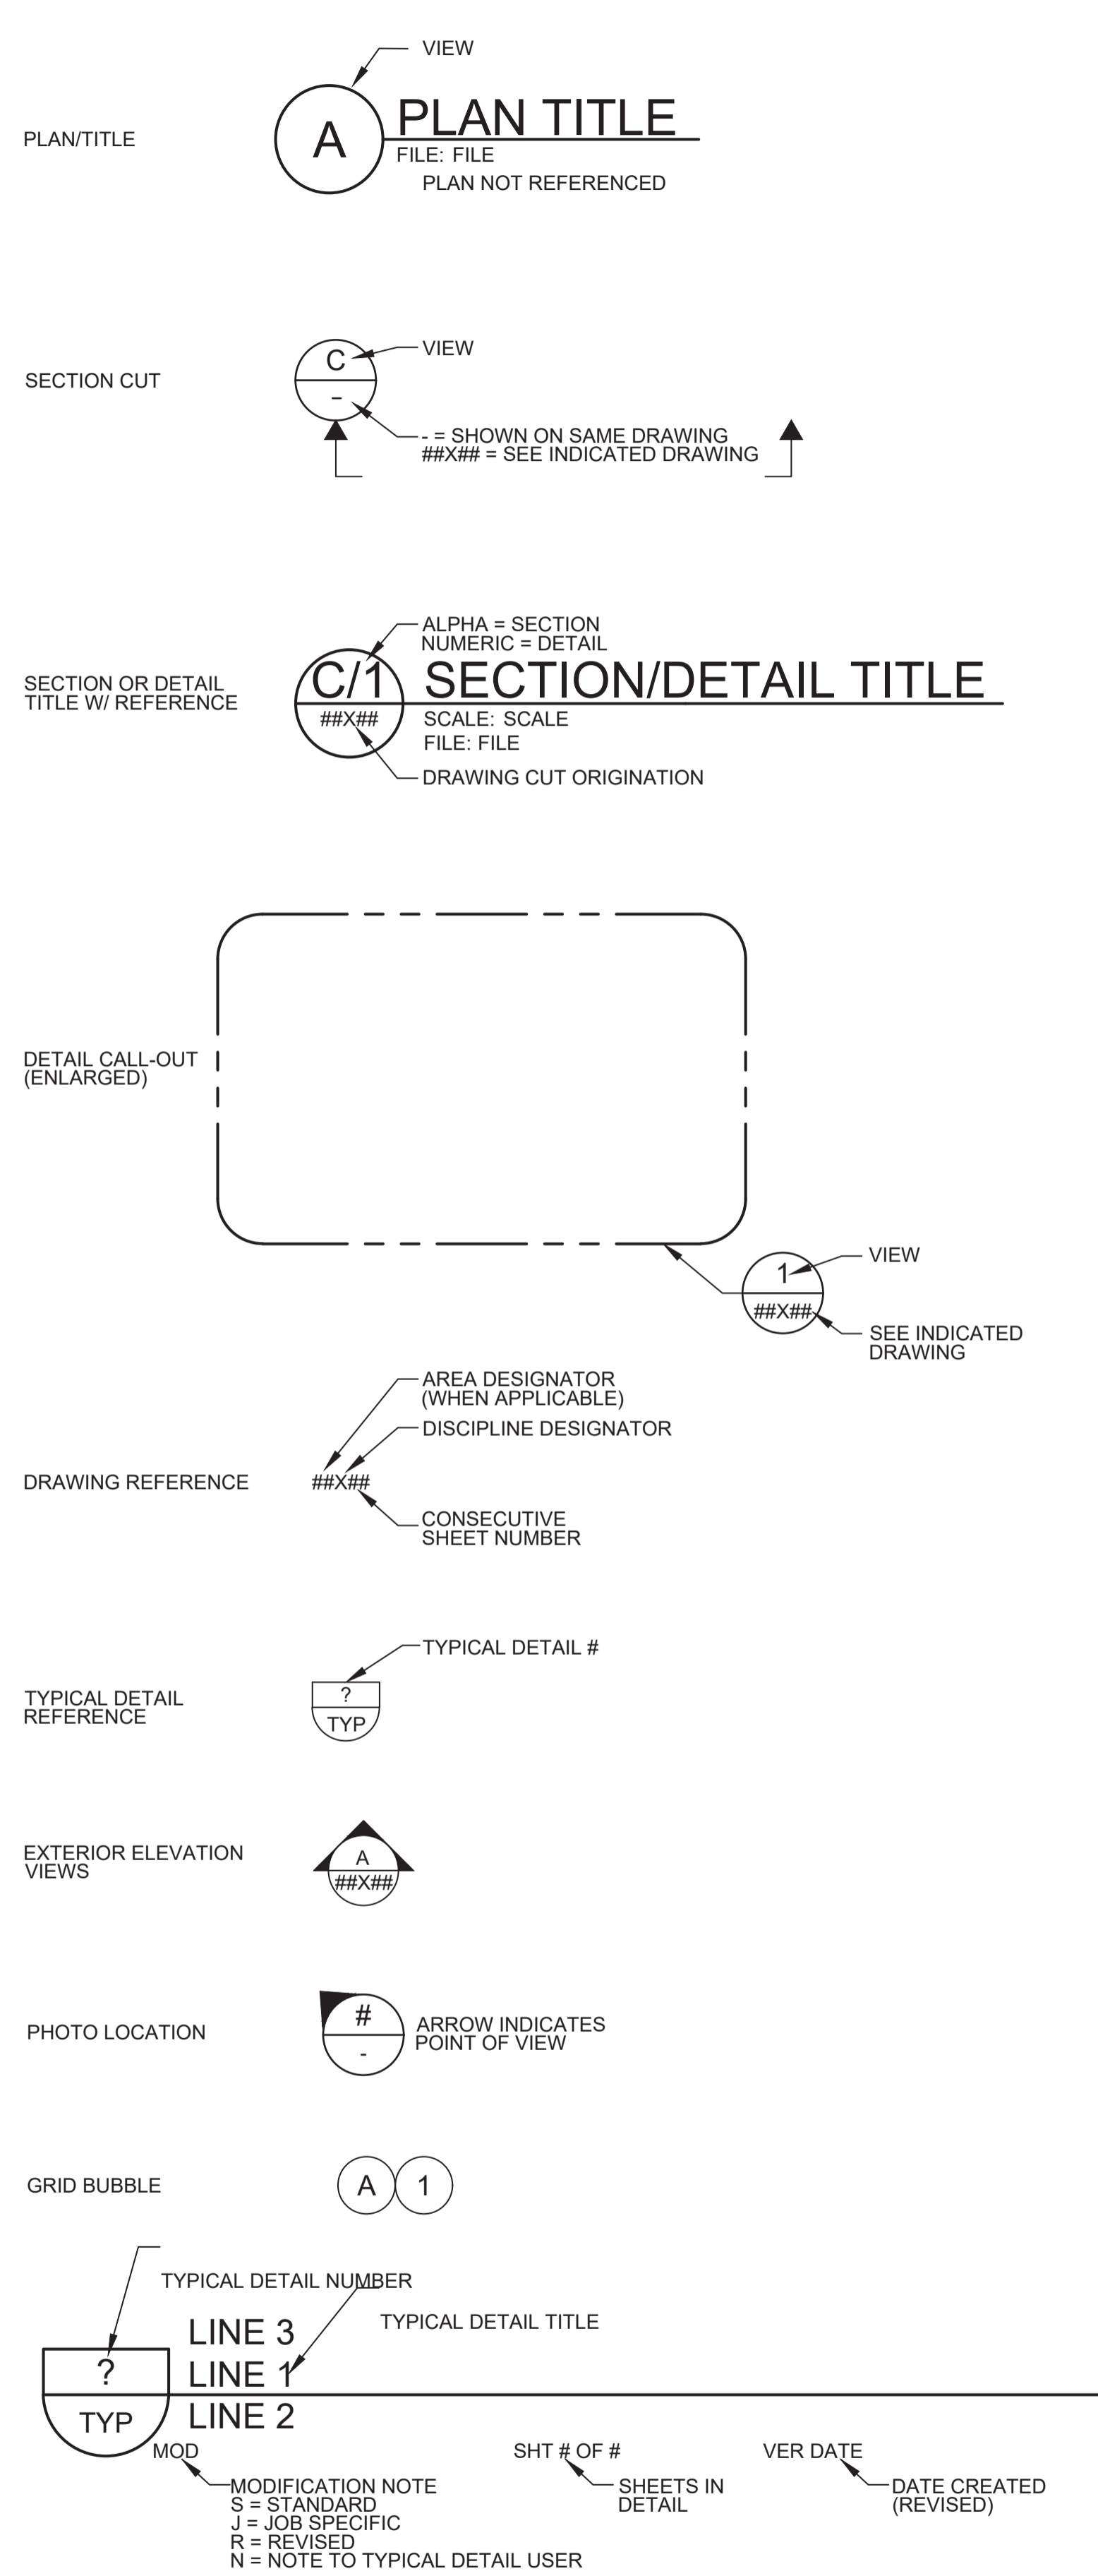 VIEW
PLAN/TITLE
A
PLAN TITLE
FILE: FILE
PLAN NOT REFERENCED
SECTION CUT
C
-
VIEW
- = SHOWN ON SAME DRAWING
##X## = SEE INDICATED DRAWING
ALPHA = SECTION
NUMERIC = DETAIL
SECTION OR DETAIL
TITLE W/ REFERENCE
C/1
##X##
SECTION/DETAIL TITLE
SCALE: SCALE
FILE: FILE
DRAWING CUT ORIGINATION
DETAIL CALL-OUT
(ENLARGED)
1
##X##
VIEW
SEE INDICATED
DRAWING
AREA DESIGNATOR
(WHEN APPLICABLE)
DISCIPLINE DESIGNATOR
DRAWING REFERENCE
##X##
CONSECUTIVE
SHEET NUMBER
TYPICAL DETAIL #
TYPICAL DETAIL
REFERENCE
?
TYP
EXTERIOR ELEVATION
VIEWS
A
##X##
PHOTO LOCATION
#
-
ARROW INDICATES
POINT OF VIEW
GRID BUBBLE
A
1
TYPICAL DETAIL NUMBER
TYPICAL DETAIL TITLE
?
TYP
LINE 3
LINE 1
LINE 2
MOD
SHT # OF #
VER DATE
MODIFICATION NOTE
S = STANDARD
J = JOB SPECIFIC
R = REVISED
N = NOTE TO TYPICAL DETAIL USER
SHEETS IN
DETAIL
DATE CREATED
(REVISED)